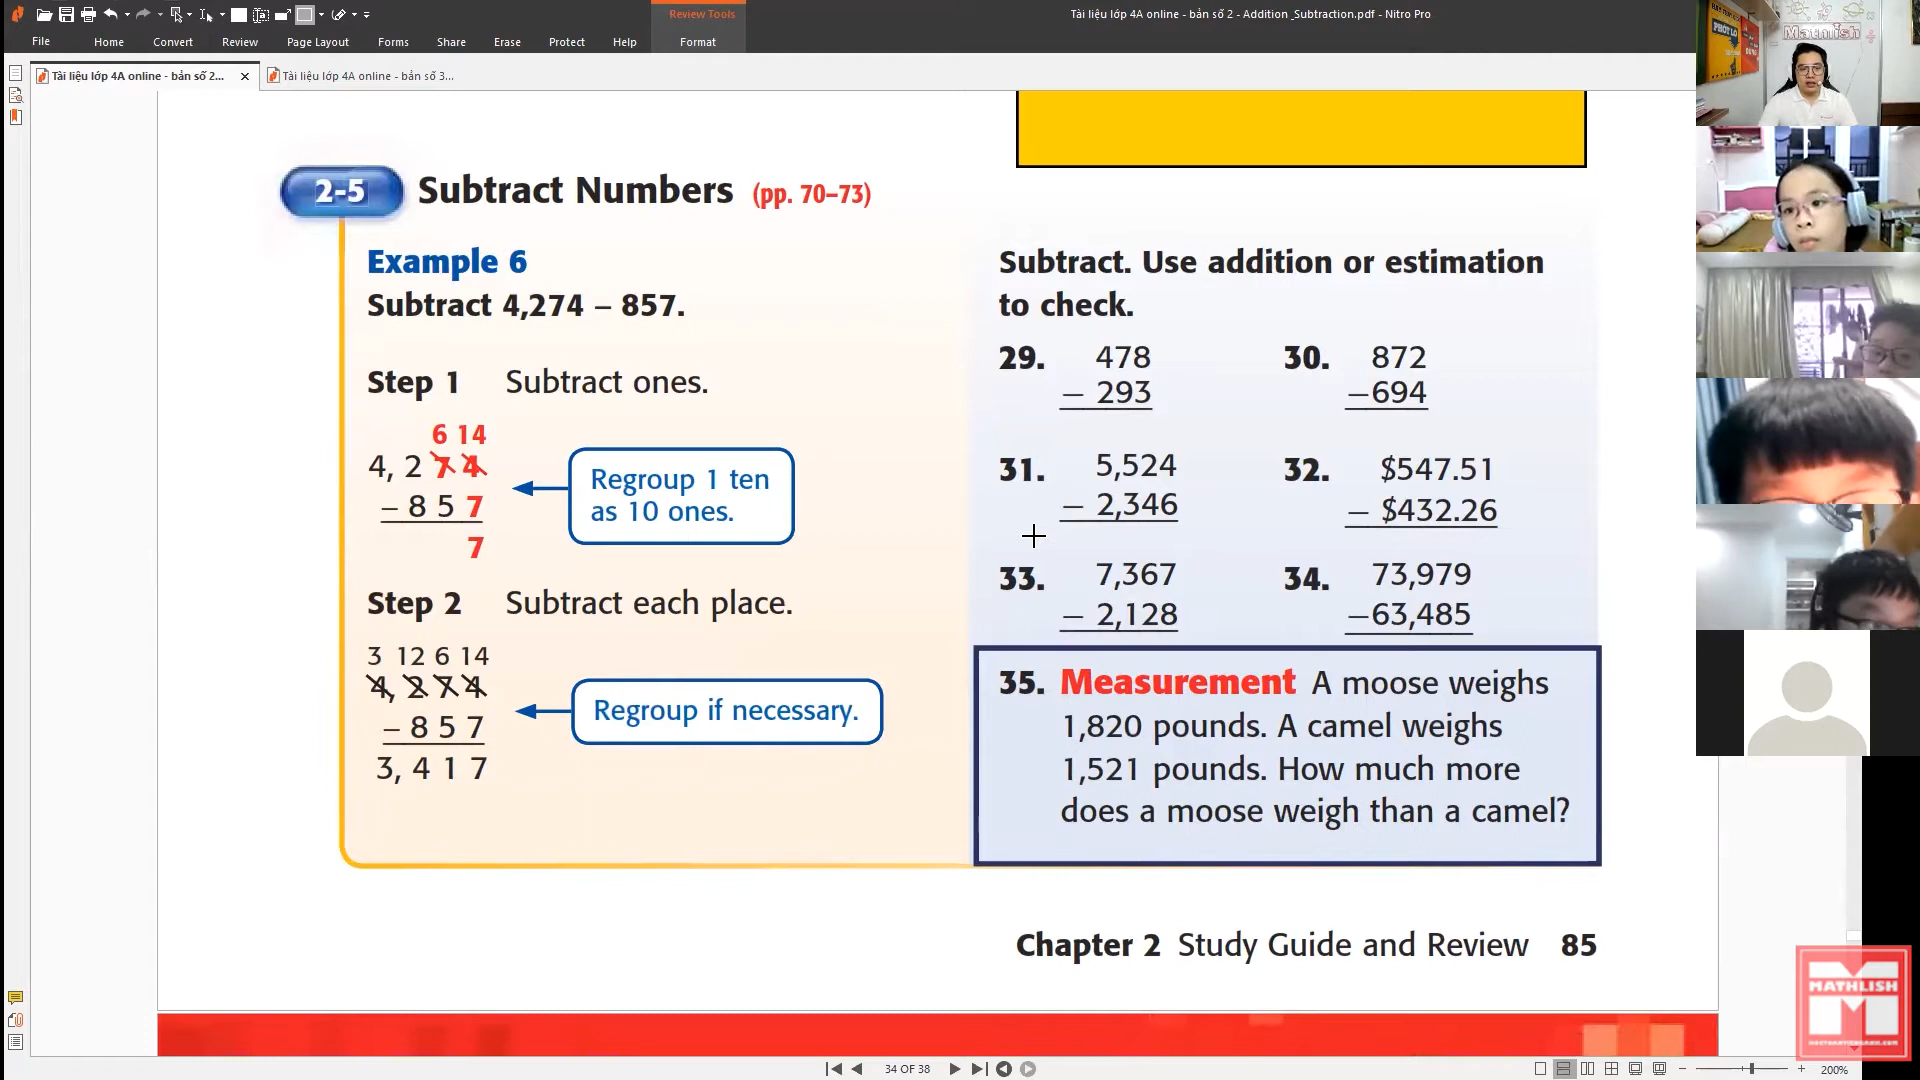 Review Tools
Tài liệu lớp 4A online - bản số 2 - Addition _Subtraction.pdf - Nitro Pro
File Home Convert Review Page Layout Forms Share Erase Protect Help Format
Tài liệu lớp 4A online - bản số 2...
Tài liệu lớp 4A online - bản số 3...
2-5 Subtract Numbers (pp. 70–73)
Example 6
Subtract 4,274 – 857.
Step 1 Subtract ones.
6 14
4, 2 7 4
– 8 5 7
7
Regroup 1 ten
as 10 ones.
Step 2 Subtract each place.
3 12 6 14
4, 2 7 4
– 8 5 7
3, 4 1 7
Regroup if necessary.
Subtract. Use addition or estimation
to check.
29. 478
– 293
30. 872
–694
31. 5,524
– 2,346
32. $547.51
– $432.26
33. 7,367
– 2,128
34. 73,979
–63,485
35. Measurement A moose weighs
1,820 pounds. A camel weighs
1,521 pounds. How much more
does a moose weigh than a camel?
Chapter 2 Study Guide and Review 85
34 OF 38
200%
Mathlish
MATHLISH